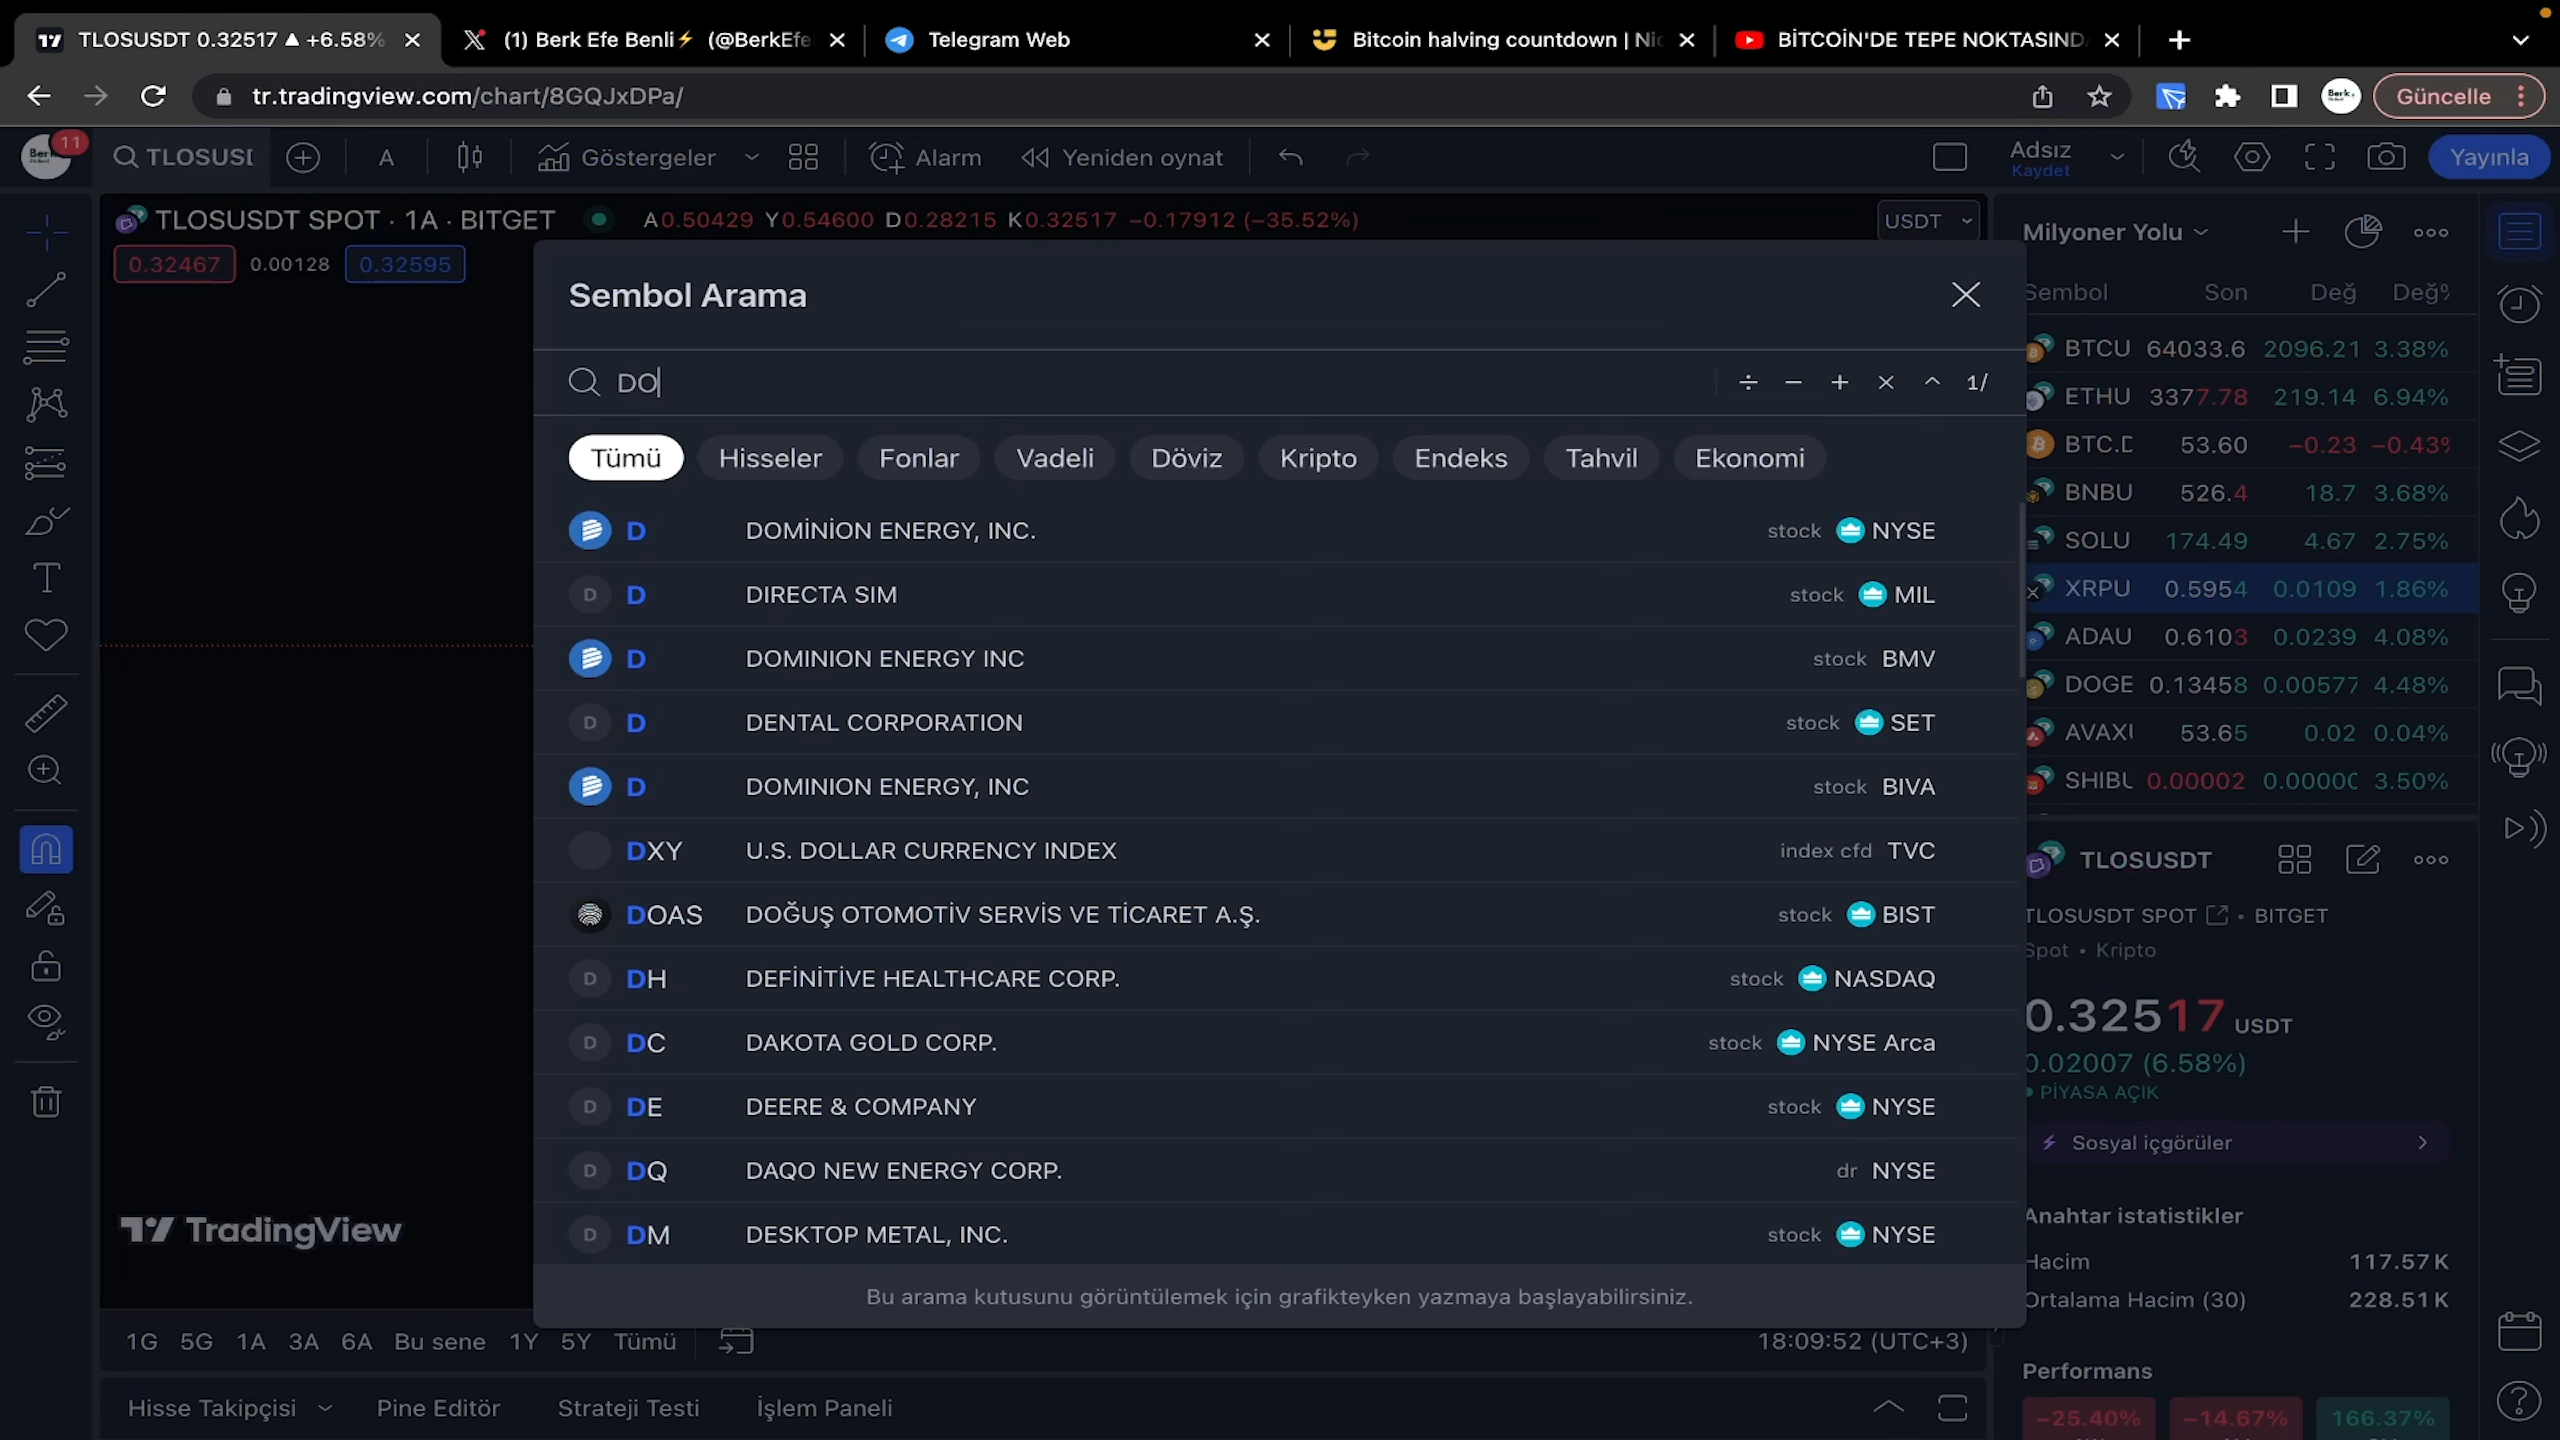 TLOSUSDT 0.32517 ▲ +6.58%
(1) Berk Efe Benli⚡ (@BerkEfe
Telegram Web
Bitcoin halving countdown | Nic
BİTCOİN'DE TEPE NOKTASIND
tr.tradingview.com/chart/8GQJxDPa/
Güncelle
11
TLOSUSI
A
Göstergeler
Alarm
Yeniden oynat
Adsız
Kaydet
Yayınla
TLOSUSDT SPOT · 1A · BITGET
A0.50429 Y0.54600 D0.28215 K0.32517 −0.17912 (−35.52%)
USDT
0.32467
0.00128
0.32595
Sembol Arama
DO
÷ − + × ^ 1/
Tümü
Hisseler
Fonlar
Vadeli
Döviz
Kripto
Endeks
Tahvil
Ekonomi
D DOMİNİON ENERGY, INC. stock NYSE
D D DIRECTA SIM stock MIL
D DOMINION ENERGY INC stock BMV
D D DENTAL CORPORATION stock SET
D DOMINION ENERGY, INC stock BIVA
DXY U.S. DOLLAR CURRENCY INDEX index cfd TVC
DOAS DOĞUŞ OTOMOTİV SERVİS VE TİCARET A.Ş. stock BIST
D DH DEFİNİTİVE HEALTHCARE CORP. stock NASDAQ
D DC DAKOTA GOLD CORP. stock NYSE Arca
D DE DEERE & COMPANY stock NYSE
D DQ DAQO NEW ENERGY CORP. dr NYSE
D DM DESKTOP METAL, INC. stock NYSE
Bu arama kutusunu görüntülemek için grafikteyken yazmaya başlayabilirsiniz.
Milyoner Yolu
Sembol Son Değ Değ%
BTCU 64033.6 2096.21 3.38%
ETHU 3377.78 219.14 6.94%
BTC.D 53.60 −0.23 −0.43%
BNBU 526.4 18.7 3.68%
SOLU 174.49 4.67 2.75%
XRPU 0.5954 0.0109 1.86%
ADAU 0.6103 0.0239 4.08%
DOGE 0.13458 0.00577 4.48%
AVAXU 53.65 0.02 0.04%
SHIBU 0.00002 0.00000 3.50%
TLOSUSDT
TLOSUSDT SPOT • BITGET
Spot • Kripto
0.32517 USDT
0.02007 (6.58%)
PİYASA AÇIK
Sosyal içgörüler
Anahtar istatistikler
Hacim 117.57K
Ortalama Hacim (30) 228.51K
Performans
−25.40% −14.67% 166.37%
TradingView
1G 5G 1A 3A 6A Bu sene 1Y 5Y Tümü
18:09:52 (UTC+3)
Hisse Takipçisi
Pine Editör
Strateji Testi
İşlem Paneli